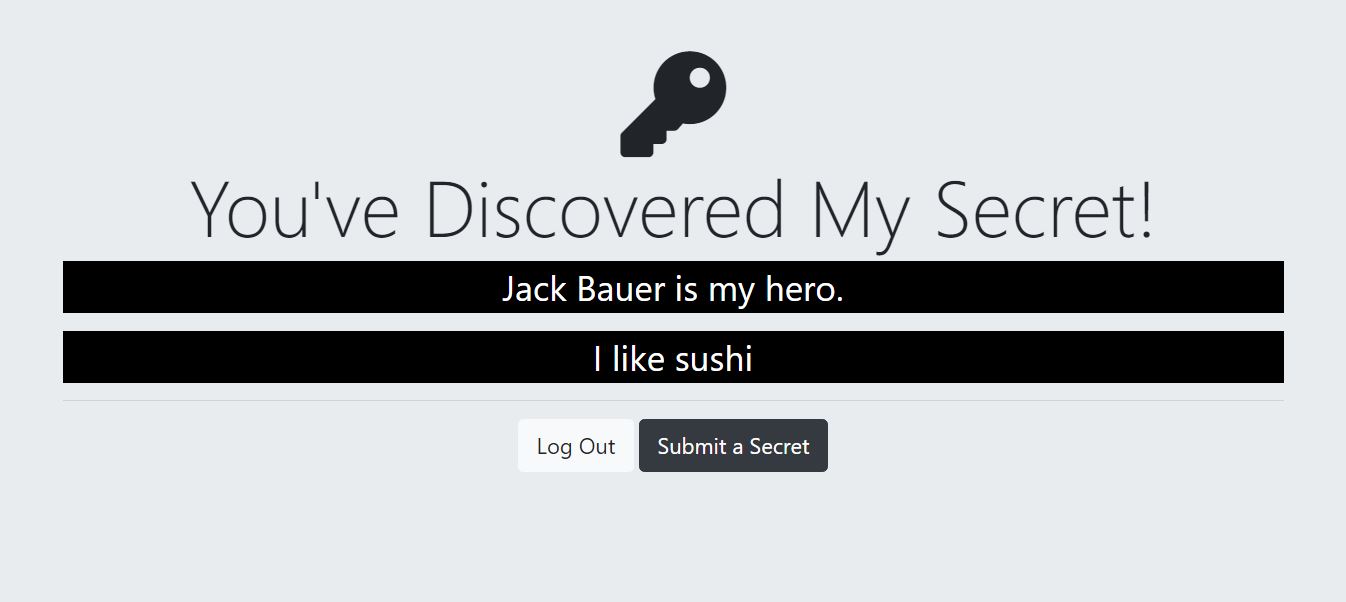 You've Discovered My Secret!
Jack Bauer is my hero.
I like sushi
Log Out
Submit a Secret